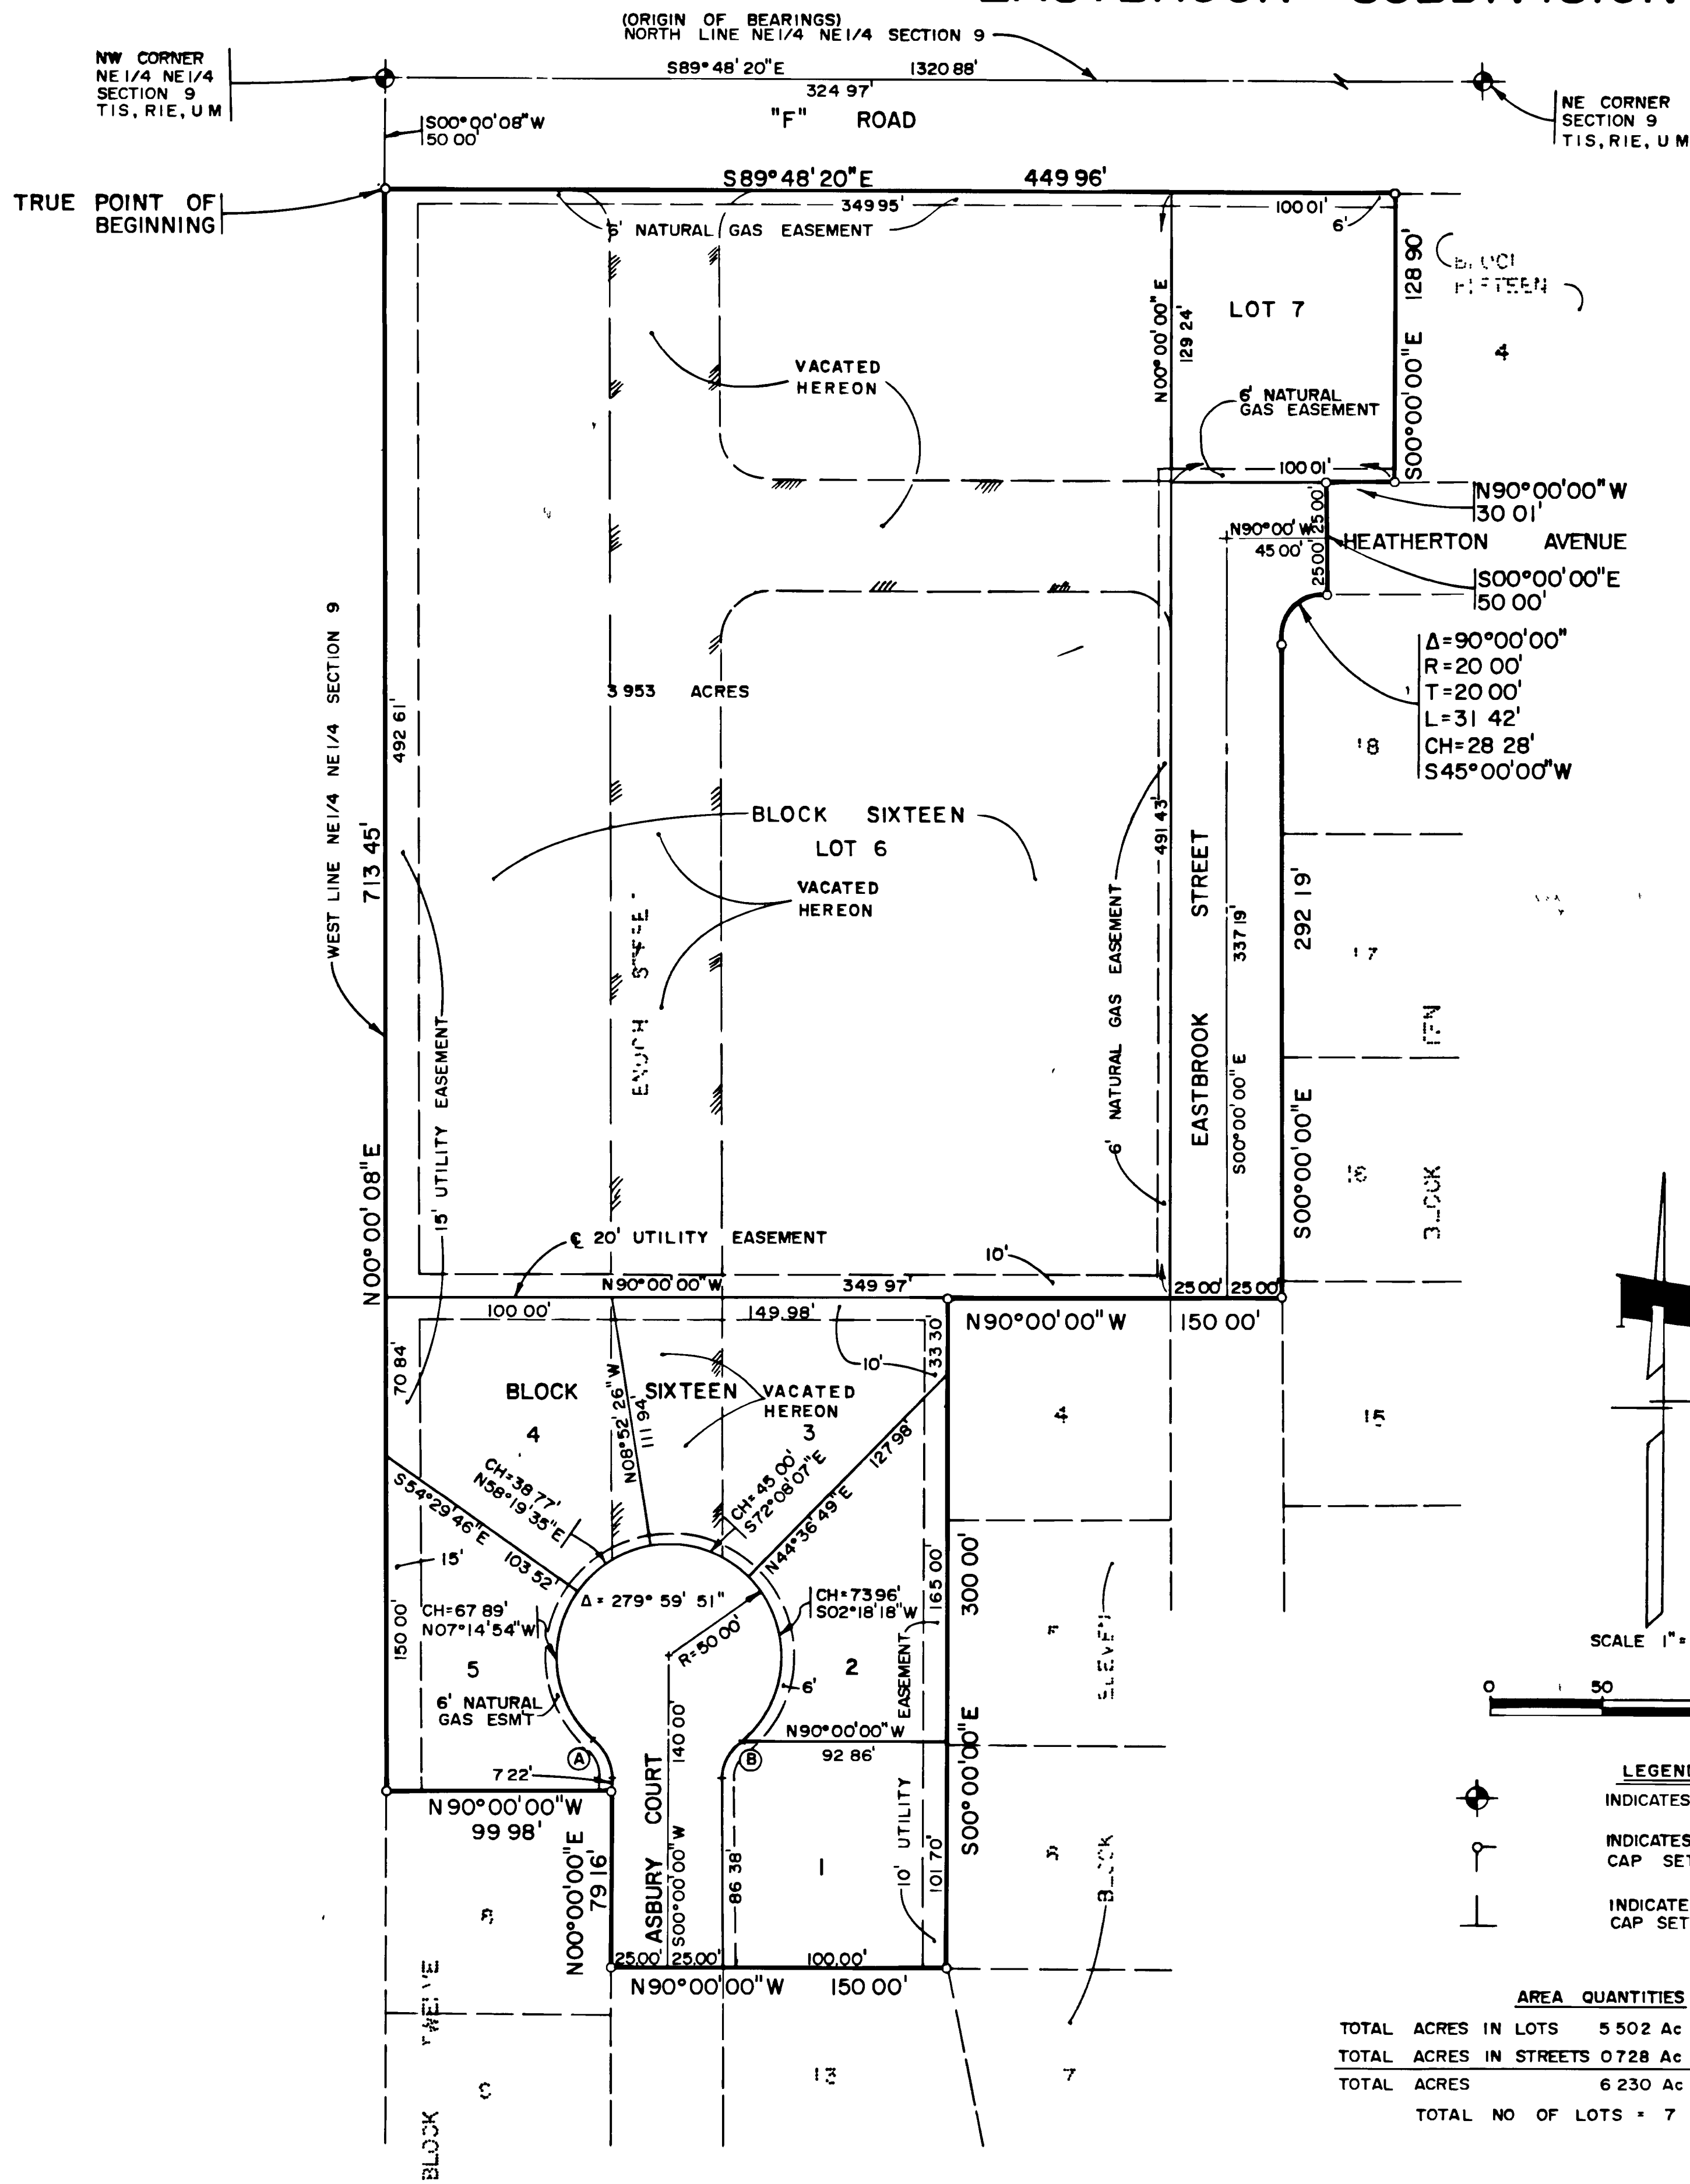 (ORIGIN OF BEARINGS)
NORTH LINE NE1/4 NE1/4 SECTION 9
NW CORNER
NE1/4 NE1/4
SECTION 9
T1S, R1E, U M
S89°48'20"E 1320 88'
324 97'
"F" ROAD
NE CORNER
SECTION 9
T1S, R1E, U M
S00°00'08"W
50 00'
TRUE POINT OF
BEGINNING
S89°48'20"E 449 96'
349 95'
100 01'
6' NATURAL GAS EASEMENT
6'
128 90'
S00°00'00"E
LOT 7
N00°00'00"E
129 24'
4
VACATED
HEREON
6' NATURAL
GAS EASEMENT
100 01'
N90°00'00"W
30 01'
25 00'
N90°00'W
45 00'
25 00'
HEATHERTON AVENUE
S00°00'00"E
50 00'
Δ=90°00'00"
R=20 00'
T=20 00'
L=31 42'
CH=28 28'
S45°00'00"W
18
WEST LINE NE1/4 NE1/4 SECTION 9
3 953 ACRES
492 61'
713 45'
N00°00'08"E
15' UTILITY EASEMENT
BLOCK SIXTEEN
LOT 6
VACATED
HEREON
491 43'
6' NATURAL GAS EASEMENT
EASTBROOK STREET
337 19'
S00°00'00"E
292 19'
S00°00'00"E
17
16
BLOCK
℄ 20' UTILITY EASEMENT
10'
N90°00'00"W 349 97'
25 00' 25 00'
100 00' 149.98'
N90°00'00"W 150 00'
33 30'
10'
70 84'
BLOCK SIXTEEN
VACATED
HEREON
4
3
N08°52'26"W
111 94'
127 98'
N44°36'49"E
4
15
CH=38 77'
N58°19'35"E
CH=45 00'
S72°08'07"E
S54°29'46"E 103 52'
15'
Δ= 279° 59' 51"
R=50 00'
CH=73 96'
S02°18'18"W
CH=67 89'
N07°14'54"W
150 00'
5
2
6' NATURAL
GAS ESM'T
6'
165 00'
300 00'
S00°00'00"E
10' UTILITY EASEMENT
SCALE 1"=
0 50
N90°00'00"W
92 86'
A
B
7 22'
140 00'
N90°00'00"W
99 98'
N00°00'00"E
79 16'
ASBURY COURT
S00°00'00"W
86 38'
1
101 70'
BLOCK
25.00' 25.00' 100.00'
N90°00'00"W 150 00'
13
7
BLOCK
INDICATES
INDICATES
CAP SET
CAP SET
AREA QUANTITIES
TOTAL ACRES IN LOTS 5 502 Ac
TOTAL ACRES IN STREETS 0 728 Ac
TOTAL ACRES 6 230 Ac
TOTAL NO OF LOTS = 7